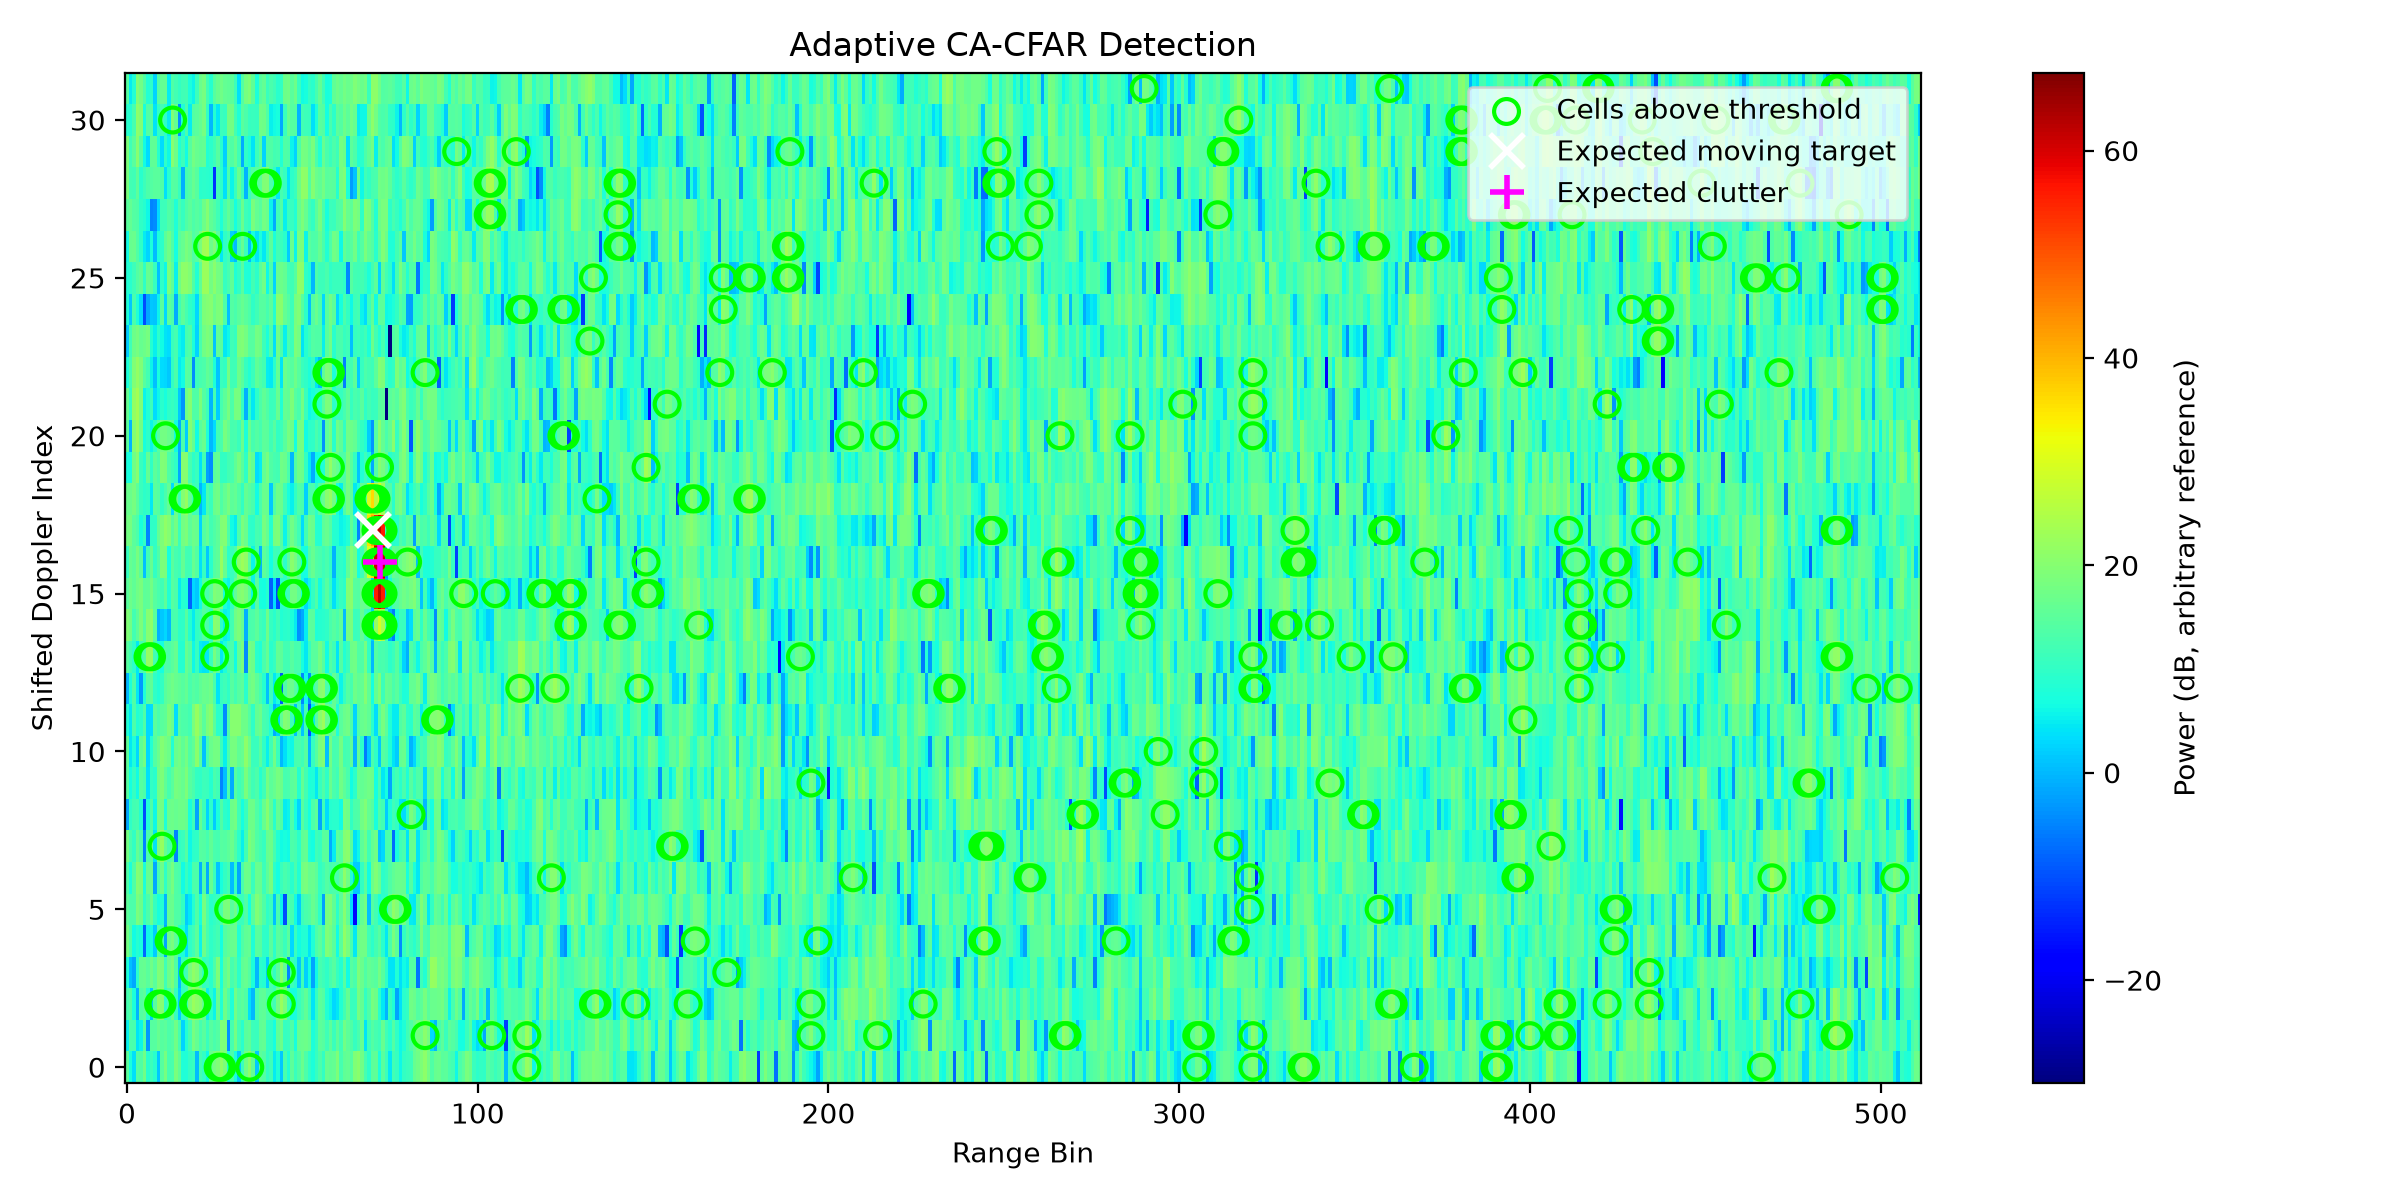 Adaptive CA-CFAR Detection
Cells above threshold
Expected moving target
Expected clutter
30
25
20
15
10
5
0
Shifted Doppler Index
0 100 200 300 400 500
Range Bin
60
40
20
0
−20
Power (dB, arbitrary reference)